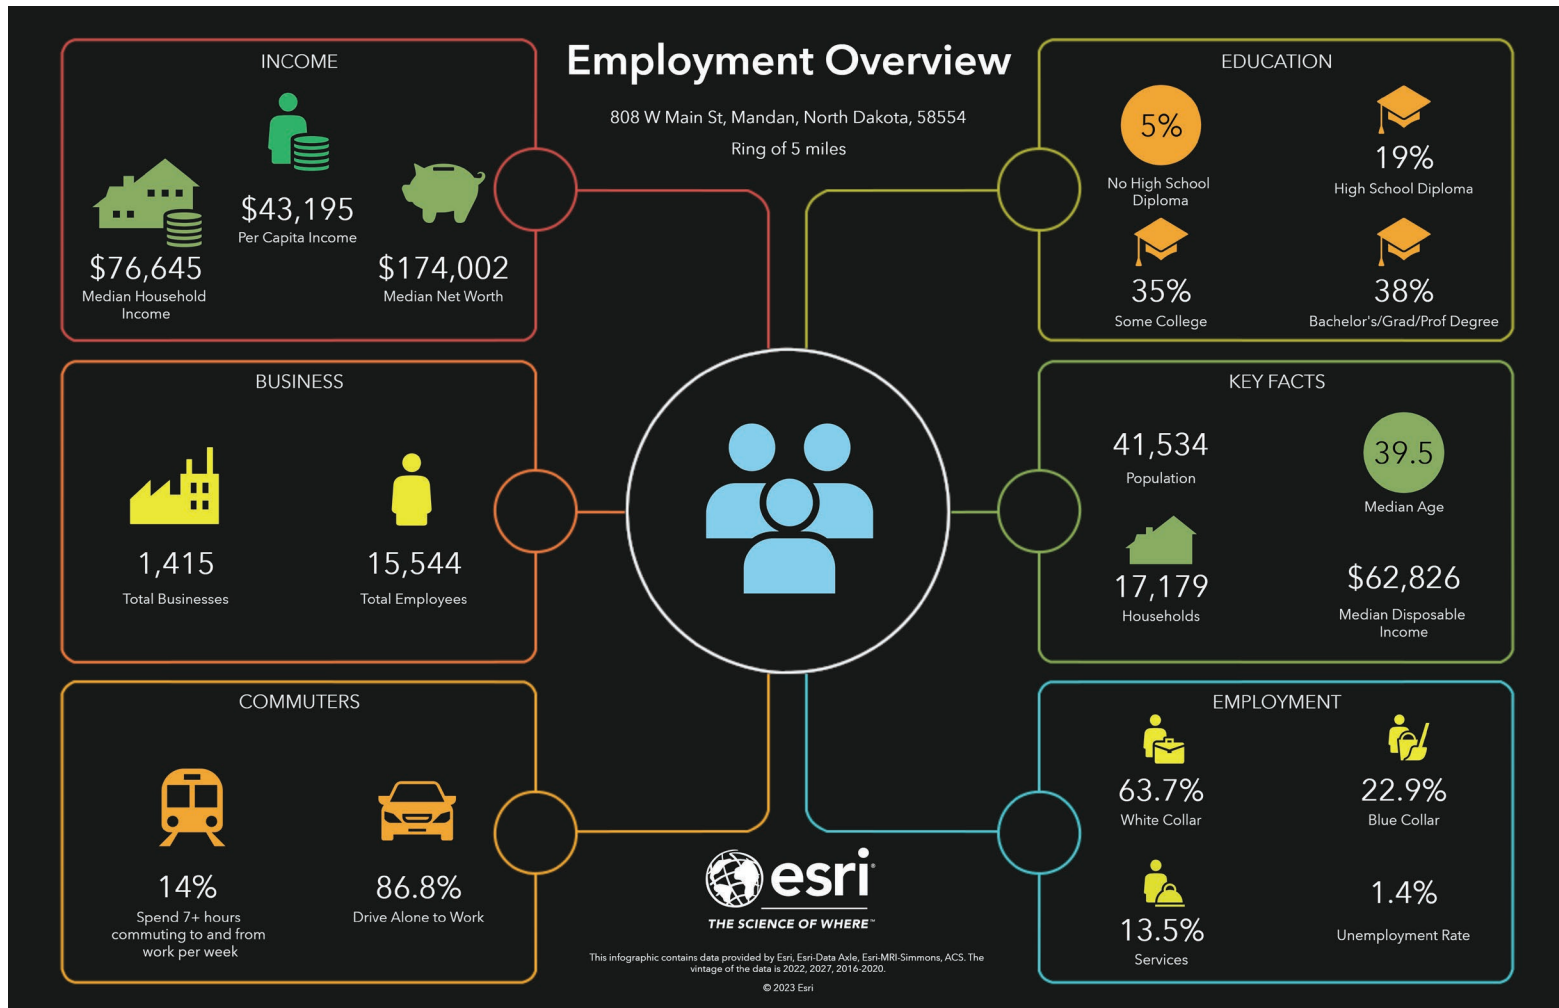 Employment Overview
808 W Main St, Mandan, North Dakota, 58554
Ring of 5 miles
INCOME
$43,195
Per Capita Income
$76,645
Median Household
Income
$174,002
Median Net Worth
EDUCATION
5%
No High School
Diploma
19%
High School Diploma
35%
Some College
38%
Bachelor's/Grad/Prof Degree
BUSINESS
1,415
Total Businesses
15,544
Total Employees
KEY FACTS
41,534
Population
39.5
Median Age
17,179
Households
$62,826
Median Disposable
Income
COMMUTERS
14%
Spend 7+ hours
commuting to and from
work per week
86.8%
Drive Alone to Work
EMPLOYMENT
63.7%
White Collar
22.9%
Blue Collar
13.5%
Services
1.4%
Unemployment Rate
esri®
THE SCIENCE OF WHERE™
This infographic contains data provided by Esri, Esri-Data Axle, Esri-MRI-Simmons, ACS. The
vintage of the data is 2022, 2027, 2016-2020.
© 2023 Esri